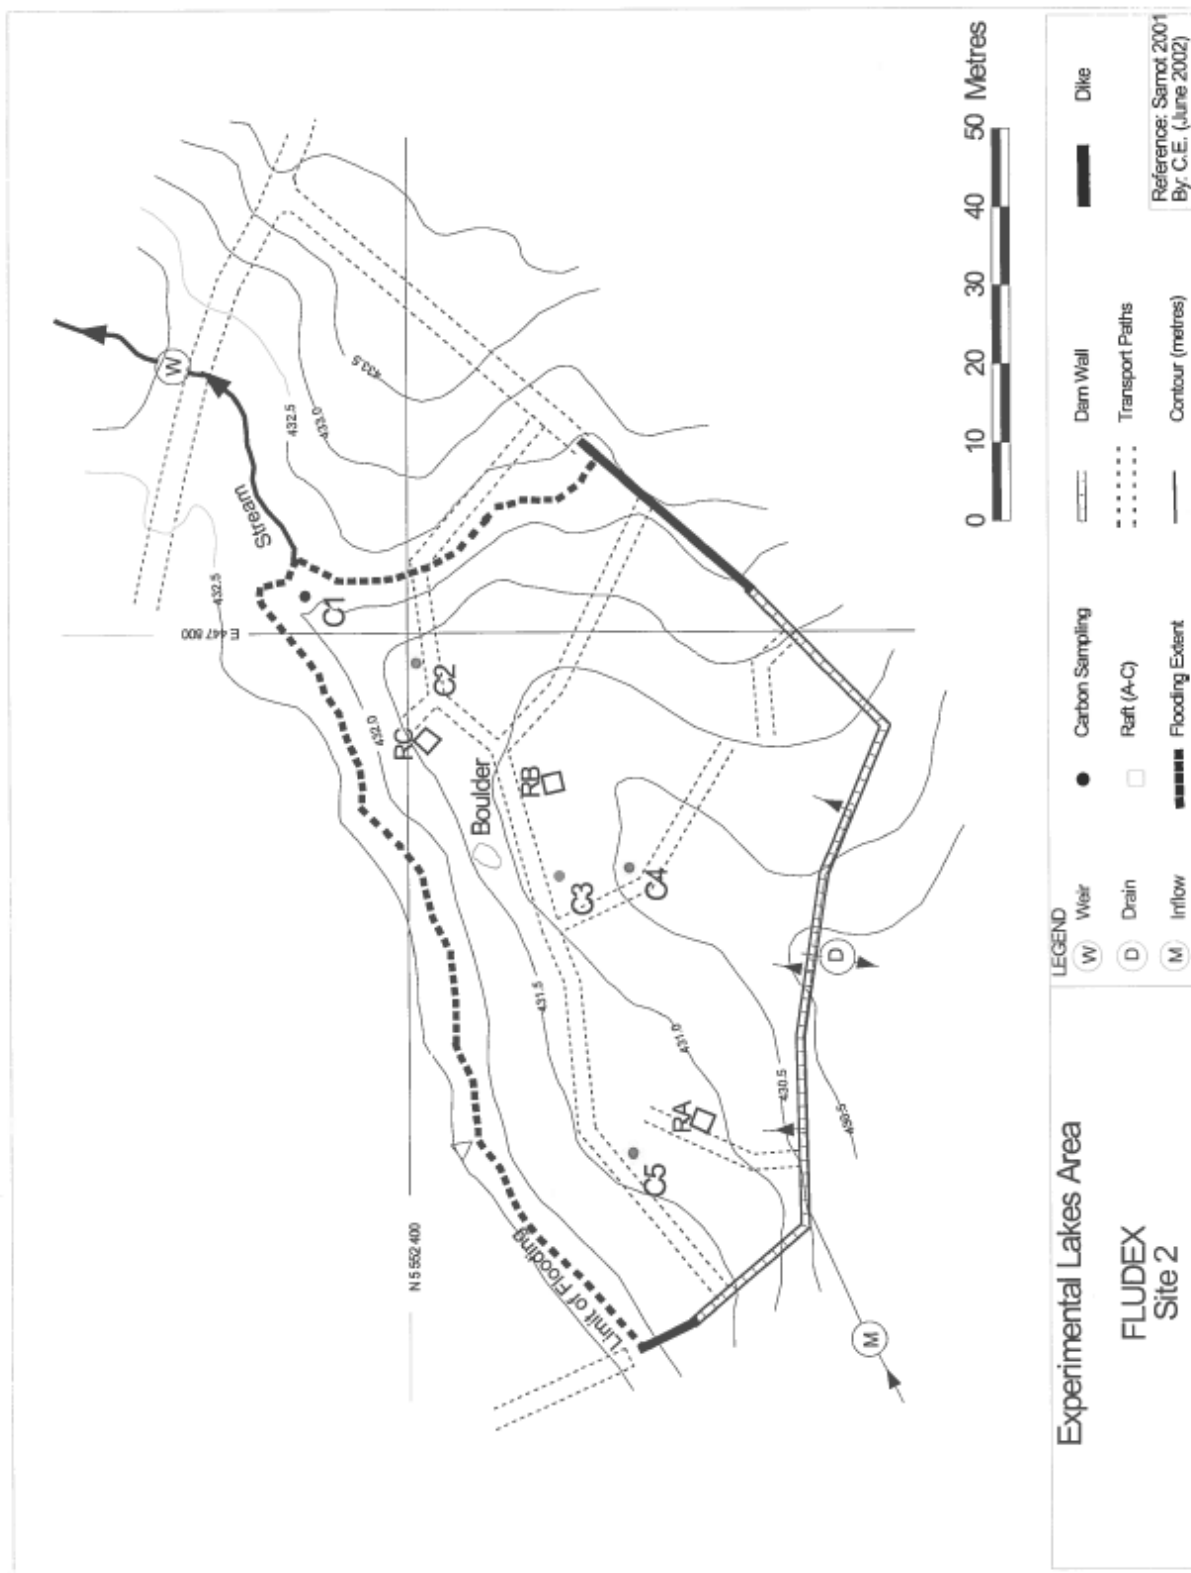 Stream
W
432.5
433.0
433.5
432.5
E 447 800
C1
C2
432.0
RC
Boulder
RB
C3
C4
431.5
431.0
D
430.5
430.5
RA
C5
N 5 552 400
Limit of Flooding
M
0 10 20 30 40 50 Metres
LEGEND
W Weir
D Drain
M Inflow
Carbon Sampling
Raft (A-C)
Flooding Extent
Dam Wall
Transport Paths
Contour (metres)
Dike
Reference: Samot 2001
By: C.E. (June 2002)
Experimental Lakes Area
FLUDEX
Site 2